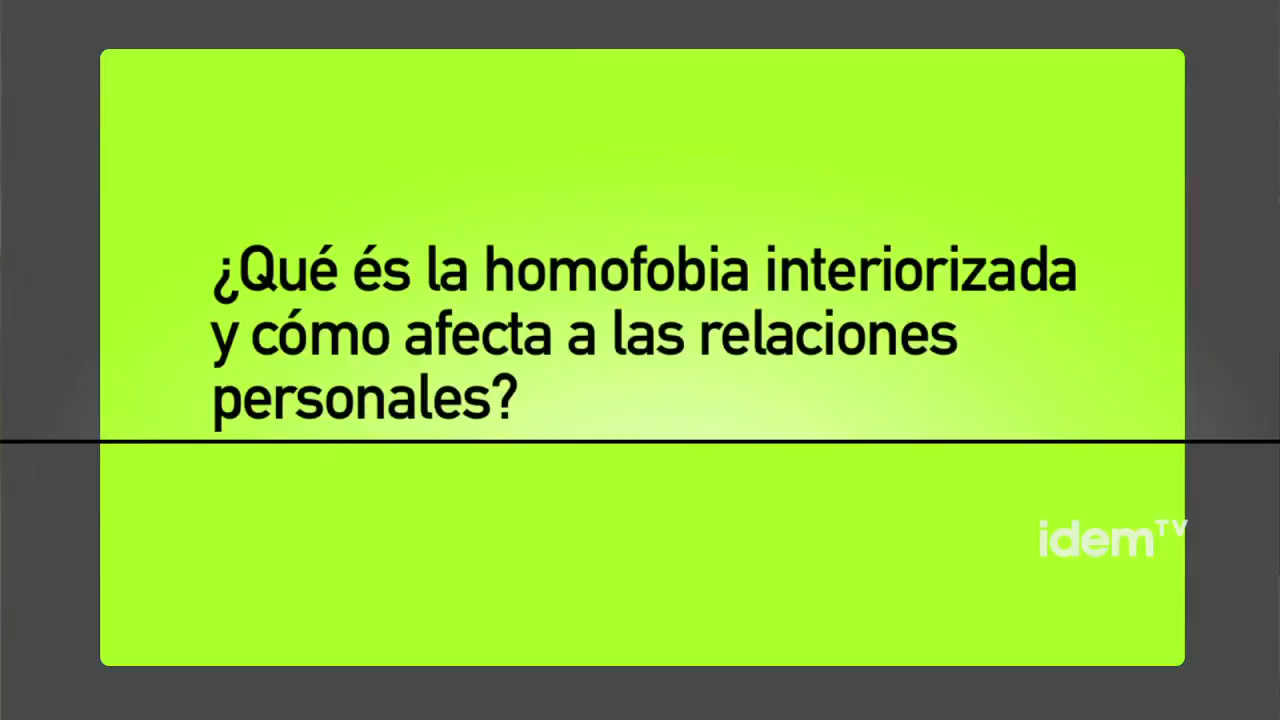 ¿Qué és la homofobia interiorizada
y cómo afecta a las relaciones
personales?
idemTV